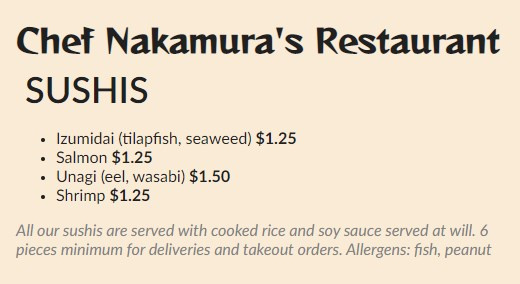 Chef Nakamura's Restaurant
SUSHIS
• Izumidai (tilapfish, seaweed) $1.25
• Salmon $1.25
• Unagi (eel, wasabi) $1.50
• Shrimp $1.25
All our sushis are served with cooked rice and soy sauce served at will. 6
pieces minimum for deliveries and takeout orders. Allergens: fish, peanut